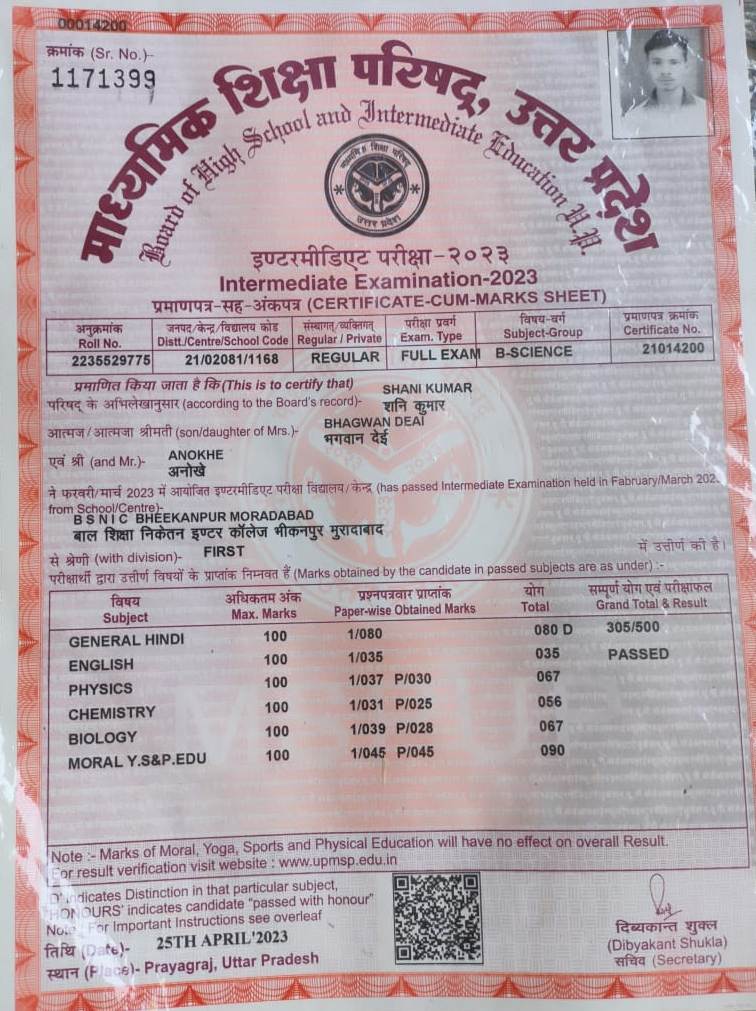 00014200
क्रमांक (Sr. No.)-
1171399
माध्यमिक शिक्षा परिषद्, उत्तर प्रदेश
Board of High School and Intermediate Education U.P.
माध्यमिक शिक्षा परिषद्
उत्तर प्रदेश
इण्टरमीडिएट परीक्षा-२०२३
Intermediate Examination-2023
प्रमाणपत्र-सह-अंकपत्र (CERTIFICATE-CUM-MARKS SHEET)
अनुक्रमांक जनपद/केन्द्र/विद्यालय कोड संस्थागत/व्यक्तिगत परीक्षा प्रवर्ग विषय-वर्ग प्रमाणपत्र क्रमांक
Roll No. Distt./Centre/School Code Regular / Private Exam. Type Subject-Group Certificate No.
2235529775 21/02081/1168 REGULAR FULL EXAM B-SCIENCE 21014200
प्रमाणित किया जाता है कि(This is to certify that) SHANI KUMAR
परिषद् के अभिलेखानुसार (according to the Board's record)- शनि कुमार
आत्मज/आत्मजा श्रीमती (son/daughter of Mrs.)- BHAGWAN DEAI
भगवान देई
एवं श्री (and Mr.)- ANOKHE
अनोखे
ने फरवरी/मार्च 2023 में आयोजित इण्टरमीडिएट परीक्षा विद्यालय/केन्द्र (has passed Intermediate Examination held in Fabruary/March 202
from School/Centre)-
B S N I C BHEEKANPUR MORADABAD
बाल शिक्षा निकेतन इण्टर कॉलेज भीकनपुर मुरादाबाद
से श्रेणी (with division)- FIRST में उत्तीर्ण की है।
परीक्षार्थी द्वारा उत्तीर्ण विषयों के प्राप्तांक निम्नवत हैं (Marks obtained by the candidate in passed subjects are as under) :-
विषय अधिकतम अंक प्रश्नपत्रवार प्राप्तांक योग सम्पूर्ण योग एवं परीक्षाफल
Subject Max. Marks Paper-wise Obtained Marks Total Grand Total & Result
GENERAL HINDI 100 1/080 080 D 305/500
ENGLISH 100 1/035 035 PASSED
PHYSICS 100 1/037 P/030 067
CHEMISTRY 100 1/031 P/025 056
BIOLOGY 100 1/039 P/028 067
MORAL Y.S&P.EDU 100 1/045 P/045 090
Note :- Marks of Moral, Yoga, Sports and Physical Education will have no effect on overall Result.
For result verification visit website : www.upmsp.edu.in
D' indicates Distinction in that particular subject,
'HONOURS' indicates candidate "passed with honour"
Note : For Important Instructions see overleaf
तिथि (Date)- 25TH APRIL'2023
स्थान (Place)- Prayagraj, Uttar Pradesh
दिब्यकान्त शुक्ल
(Dibyakant Shukla)
सचिव (Secretary)